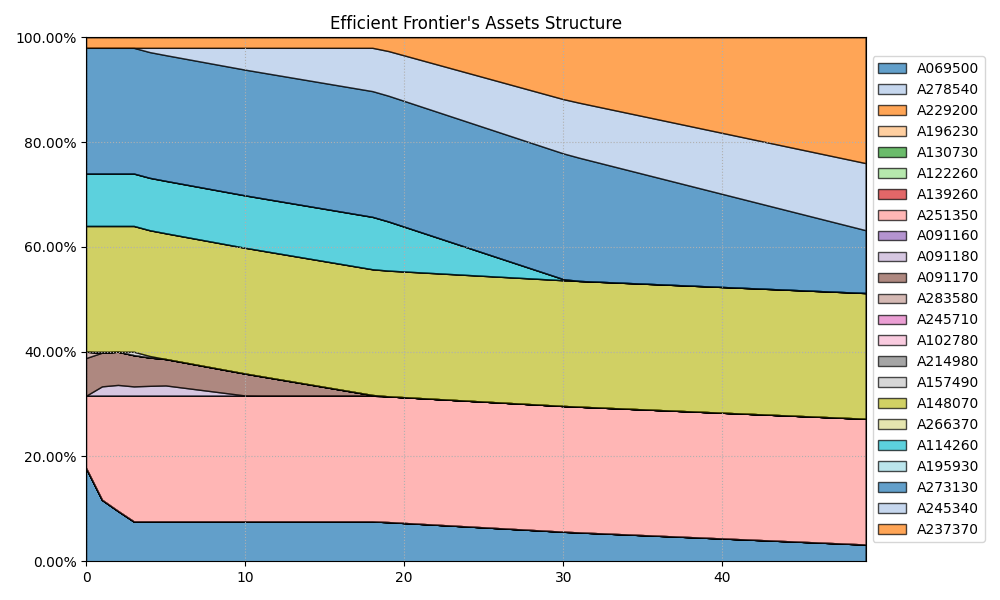 Efficient Frontier's Assets Structure
100.00%
80.00%
60.00%
40.00%
20.00%
0.00%
0
10
20
30
40
A069500
A278540
A229200
A196230
A130730
A122260
A139260
A251350
A091160
A091180
A091170
A283580
A245710
A102780
A214980
A157490
A148070
A266370
A114260
A195930
A273130
A245340
A237370